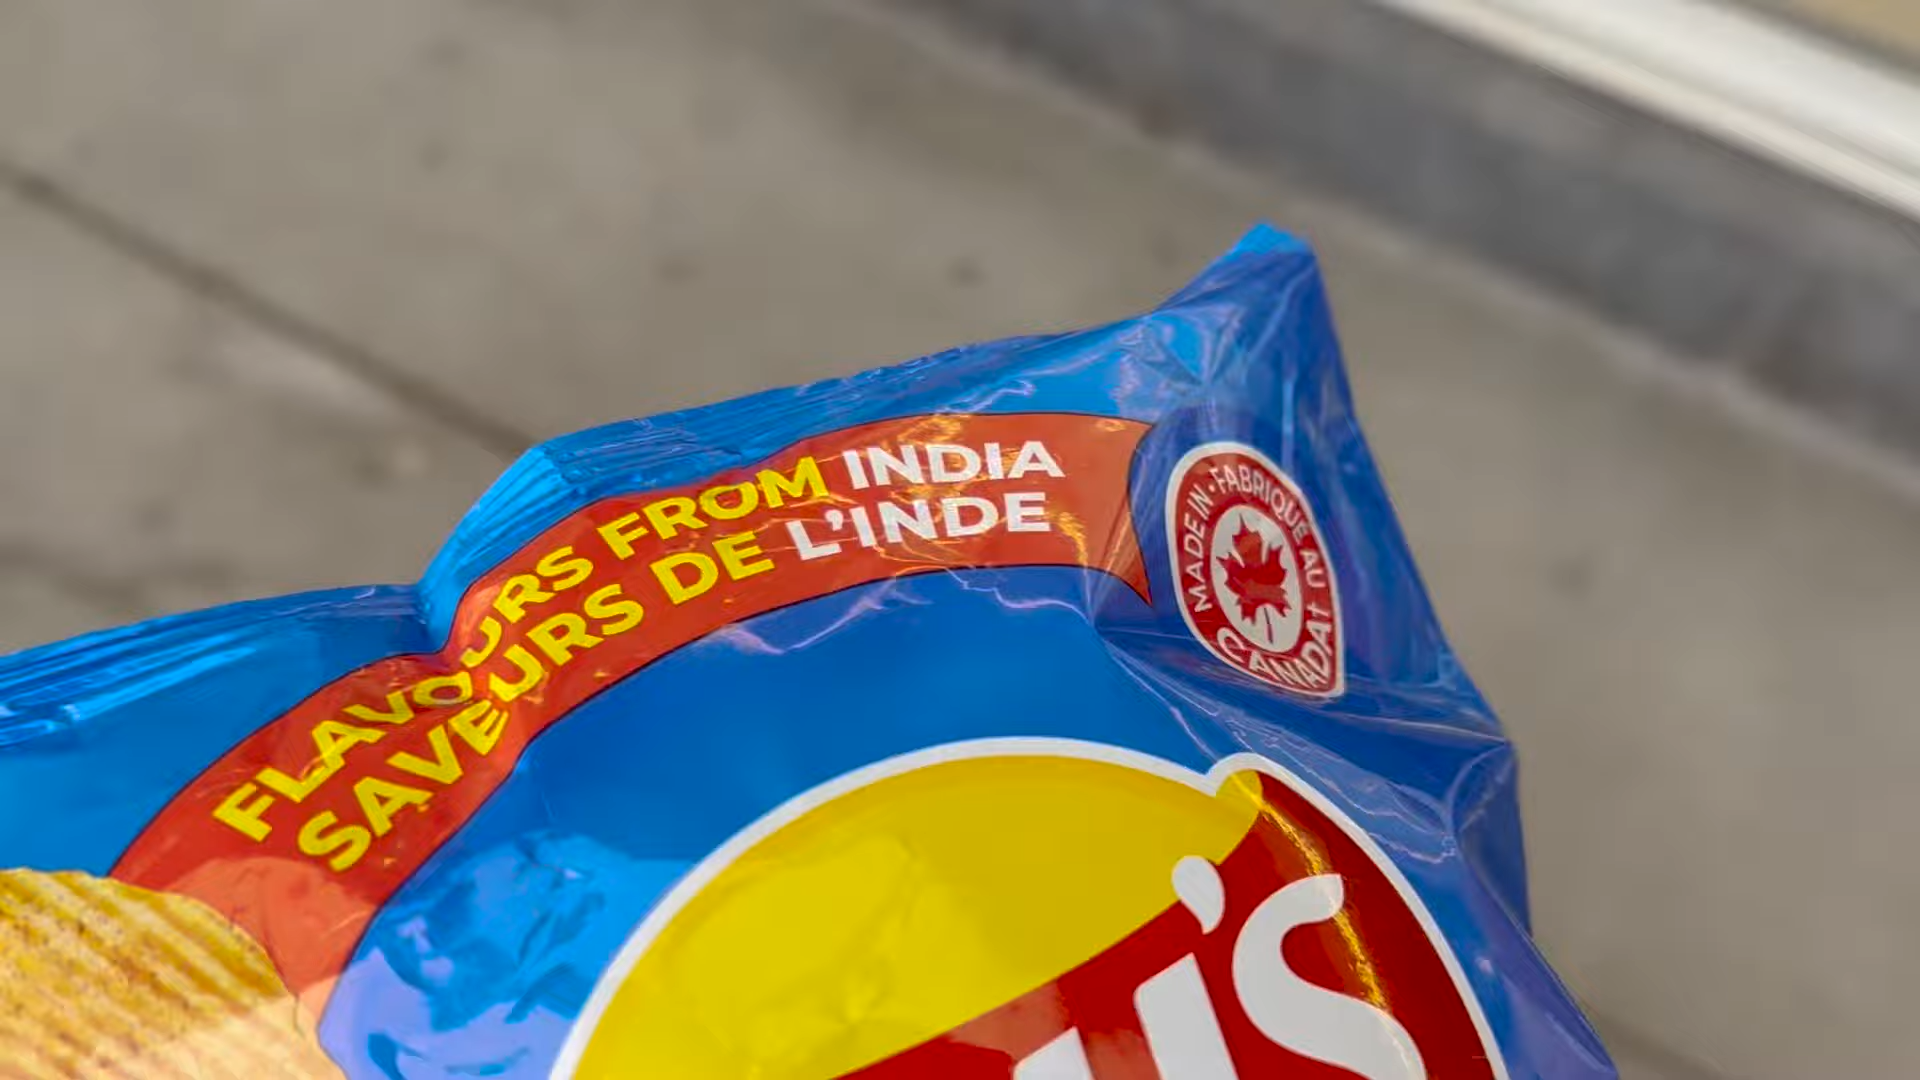 FLAVOURS FROM INDIA
SAVEURS DE L'INDE
MADE IN · FABRIQUÉ AU
CANADA†